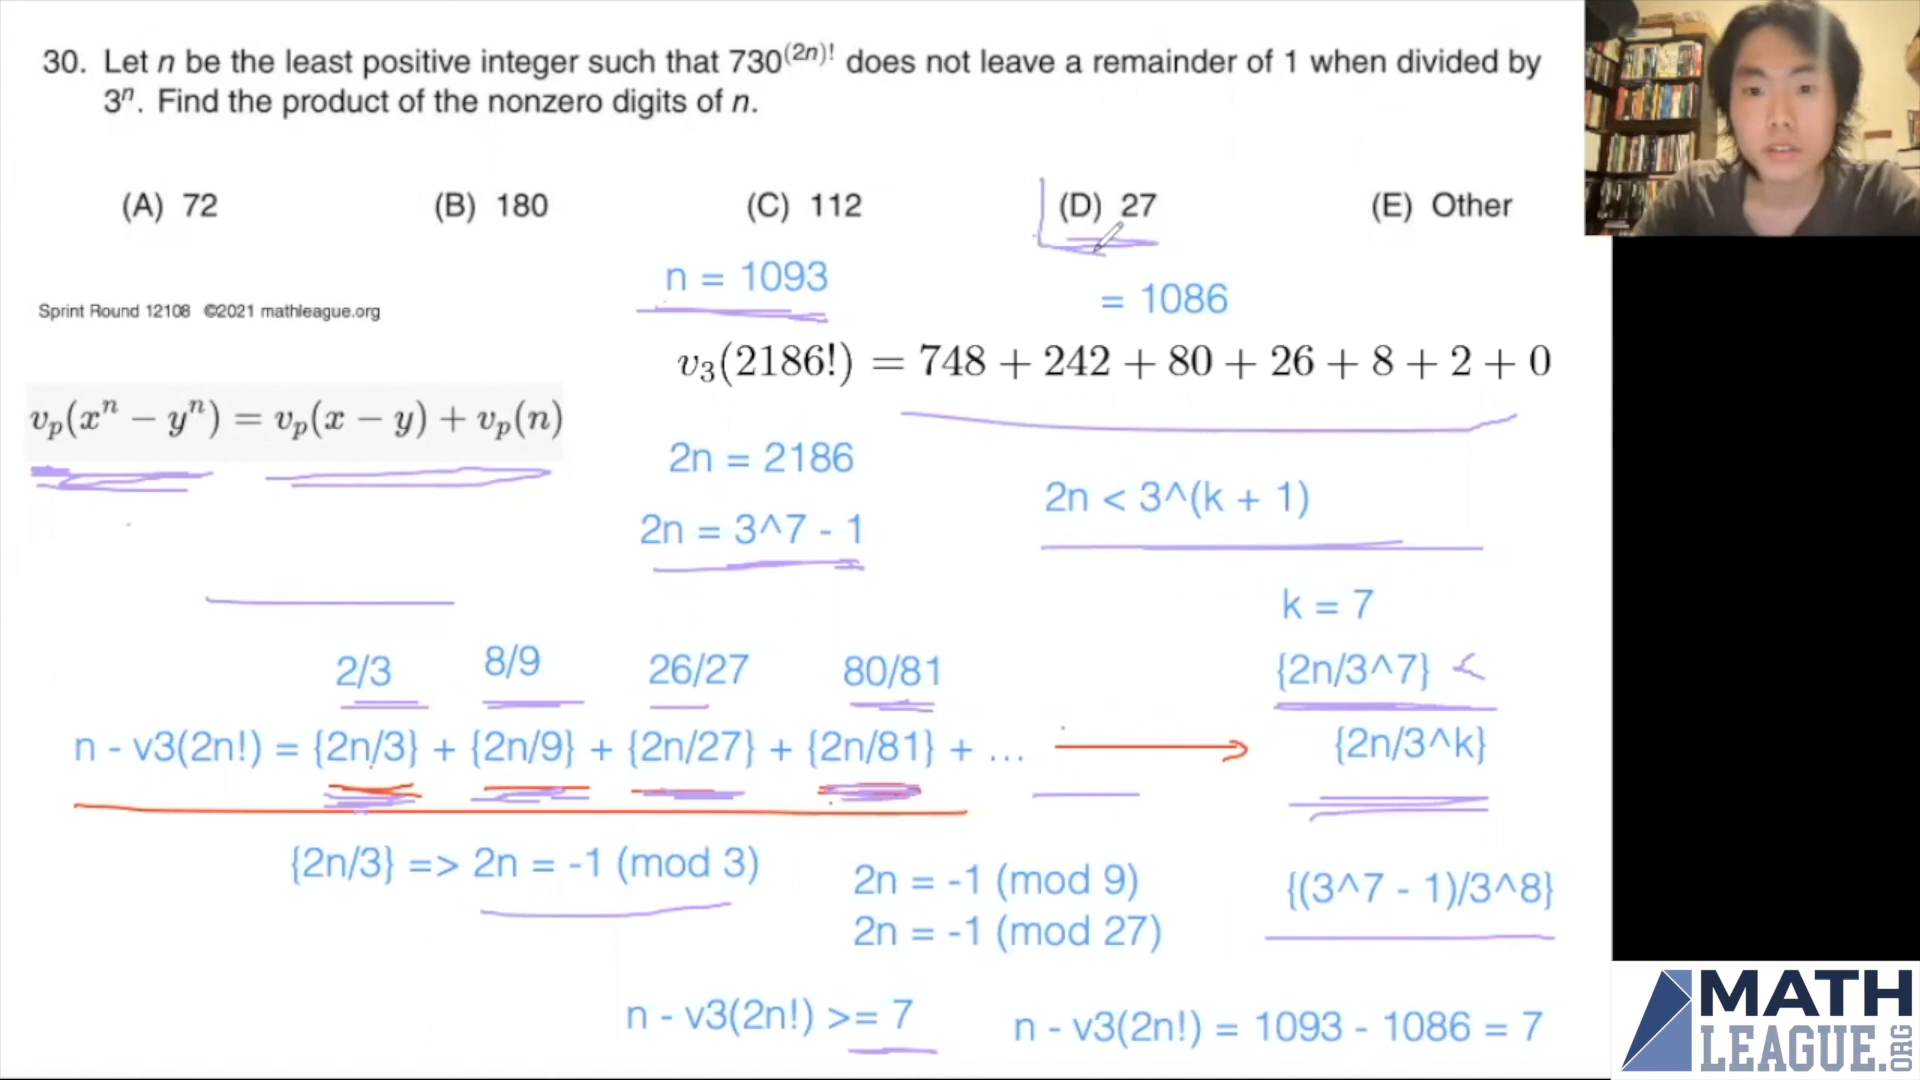 30. Let n be the least positive integer such that 730^{(2n)!} does not leave a remainder of 1 when divided by
3ⁿ. Find the product of the nonzero digits of n.
(A) 72 (B) 180 (C) 112 (D) 27 (E) Other
n = 1093
= 1086
Sprint Round 12108 ©2021 mathleague.org
v₃(2186!) = 748 + 242 + 80 + 26 + 8 + 2 + 0
vₚ(xⁿ − yⁿ) = vₚ(x − y) + vₚ(n)
2n = 2186
2n < 3^(k + 1)
2n = 3^7 - 1
k = 7
2/3 8/9 26/27 80/81 {2n/3^7} <
n - v3(2n!) = {2n/3} + {2n/9} + {2n/27} + {2n/81} + ... {2n/3^k}
{2n/3} => 2n = -1 (mod 3)
2n = -1 (mod 9)
2n = -1 (mod 27)
{(3^7 - 1)/3^8}
n - v3(2n!) >= 7
n - v3(2n!) = 1093 - 1086 = 7
MATH
LEAGUE.ORG